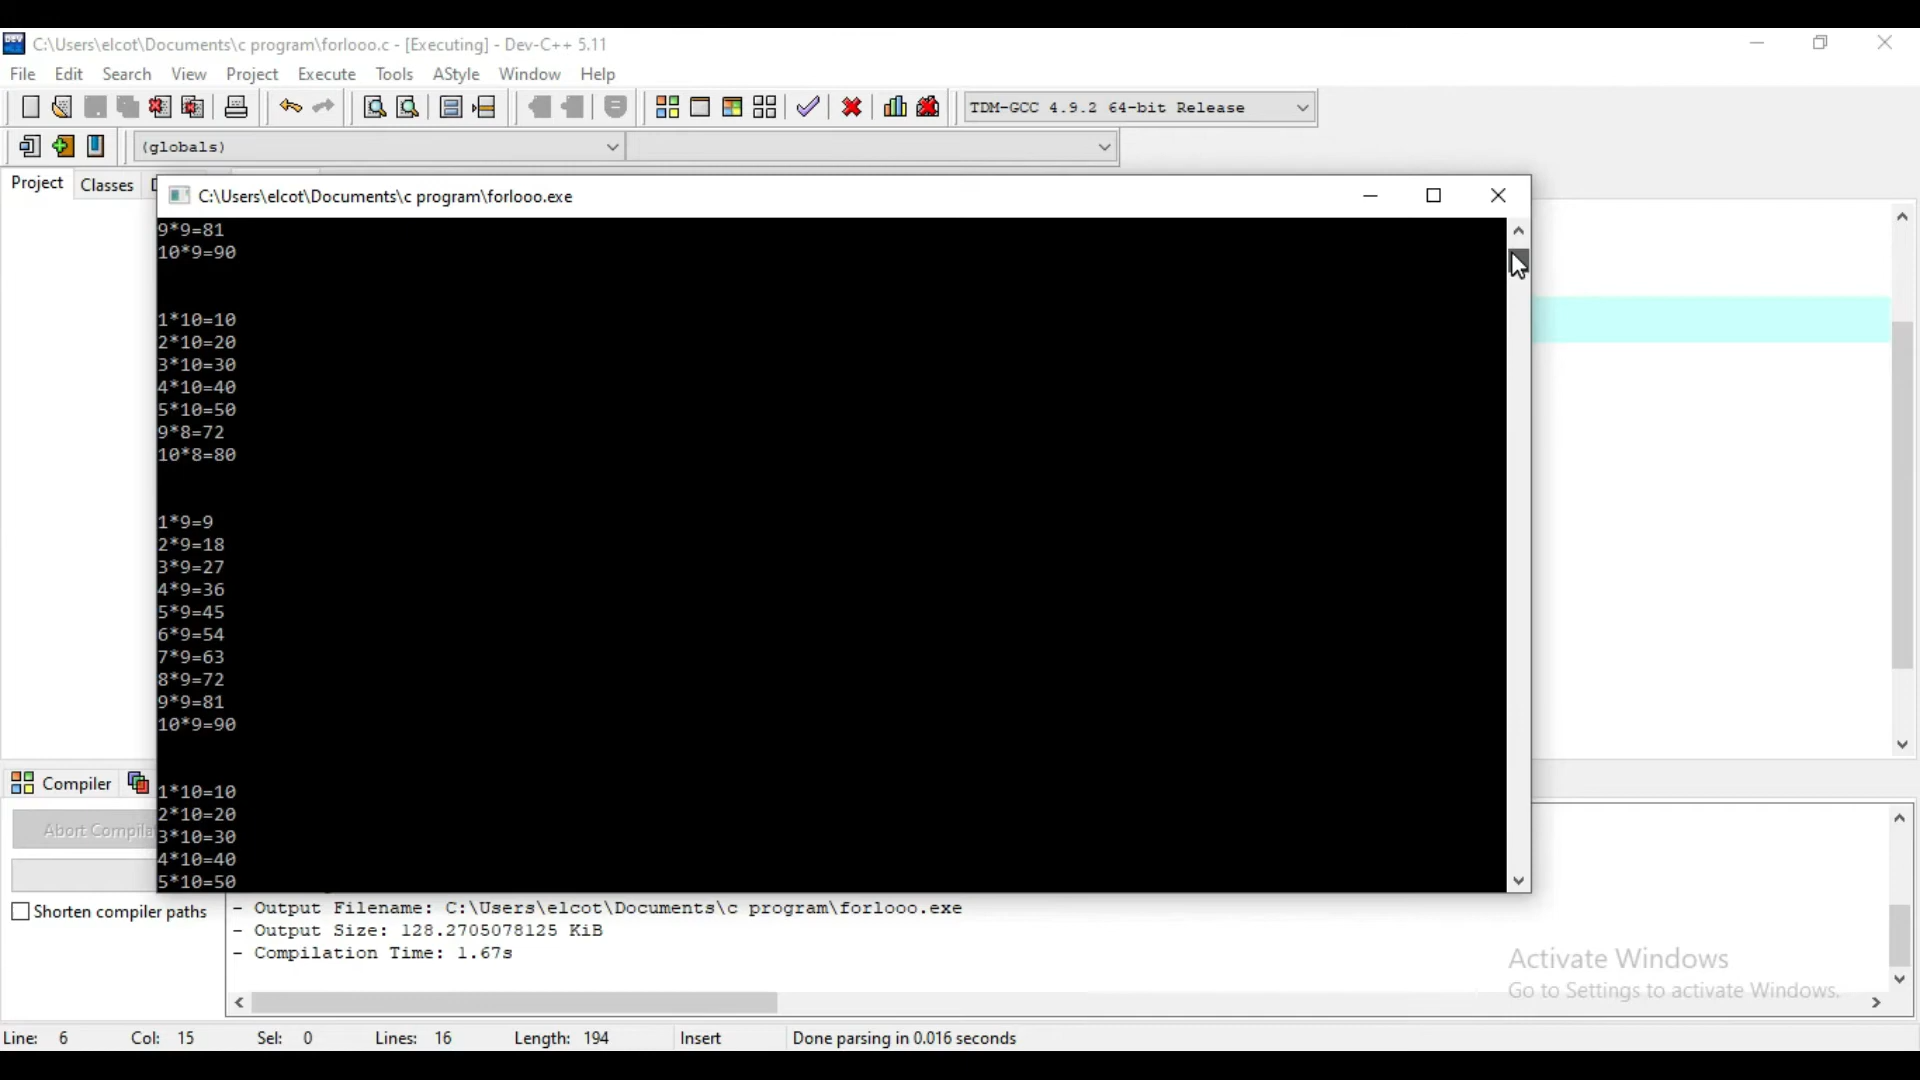 C:\Users\elcot\Documents\c program\forlooo.c - [Executing] - Dev-C++ 5.11
File Edit Search View Project Execute Tools AStyle Window Help
TDM-GCC 4.9.2 64-bit Release
(globals)
Project Classes D
C:\Users\elcot\Documents\c program\forlooo.exe
9*9=81
10*9=90
1*10=10
2*10=20
3*10=30
4*10=40
5*10=50
9*8=72
10*8=80
1*9=9
2*9=18
3*9=27
4*9=36
5*9=45
6*9=54
7*9=63
8*9=72
9*9=81
10*9=90
1*10=10
2*10=20
3*10=30
4*10=40
5*10=50
Compiler
Abort Compila
Shorten compiler paths
- Output Filename: C:\Users\elcot\Documents\c program\forlooo.exe
- Output Size: 128.2705078125 KiB
- Compilation Time: 1.67s
Activate Windows
Go to Settings to activate Windows.
Line: 6 Col: 15 Sel: 0 Lines: 16 Length: 194 Insert Done parsing in 0.016 seconds